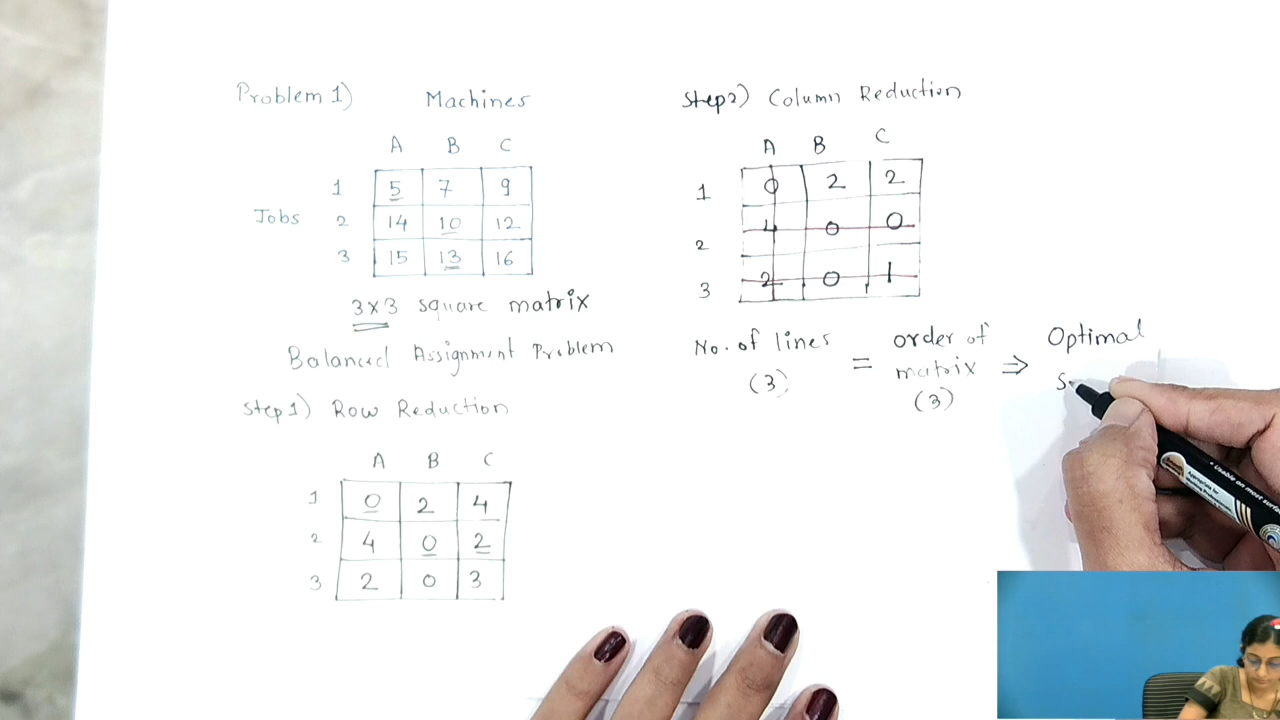 Problem 1) Machines
A B C
1 5 7 9
Jobs 2 14 10 12
3 15 13 16
3x3 square matrix
Balanced Assignment Problem
Step 1) Row Reduction
A B C
1 0 2 4
2 4 0 2
3 2 0 3
Step 2) Column Reduction
A B C
1 0 2 2
2 4 0 0
3 2 0 1
No. of lines (3) = order of matrix (3) ⇒ Optimal
S